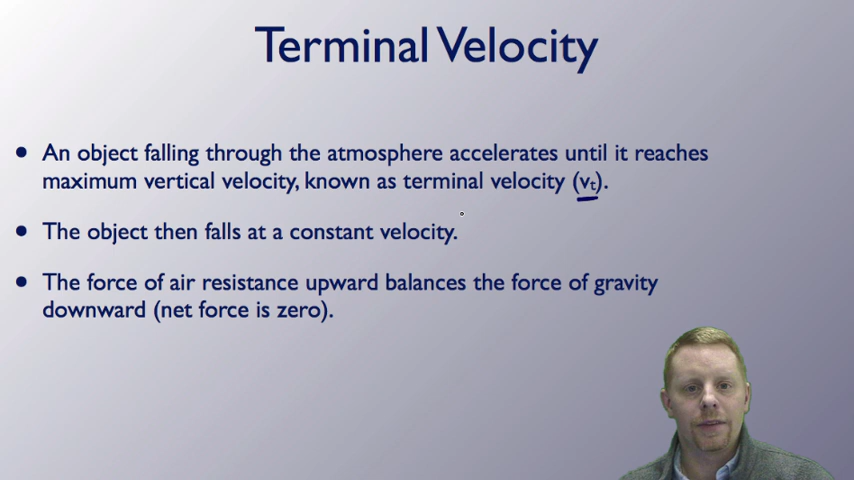 Terminal Velocity
• An object falling through the atmosphere accelerates until it reaches
maximum vertical velocity, known as terminal velocity (vₜ).
• The object then falls at a constant velocity.
• The force of air resistance upward balances the force of gravity
downward (net force is zero).